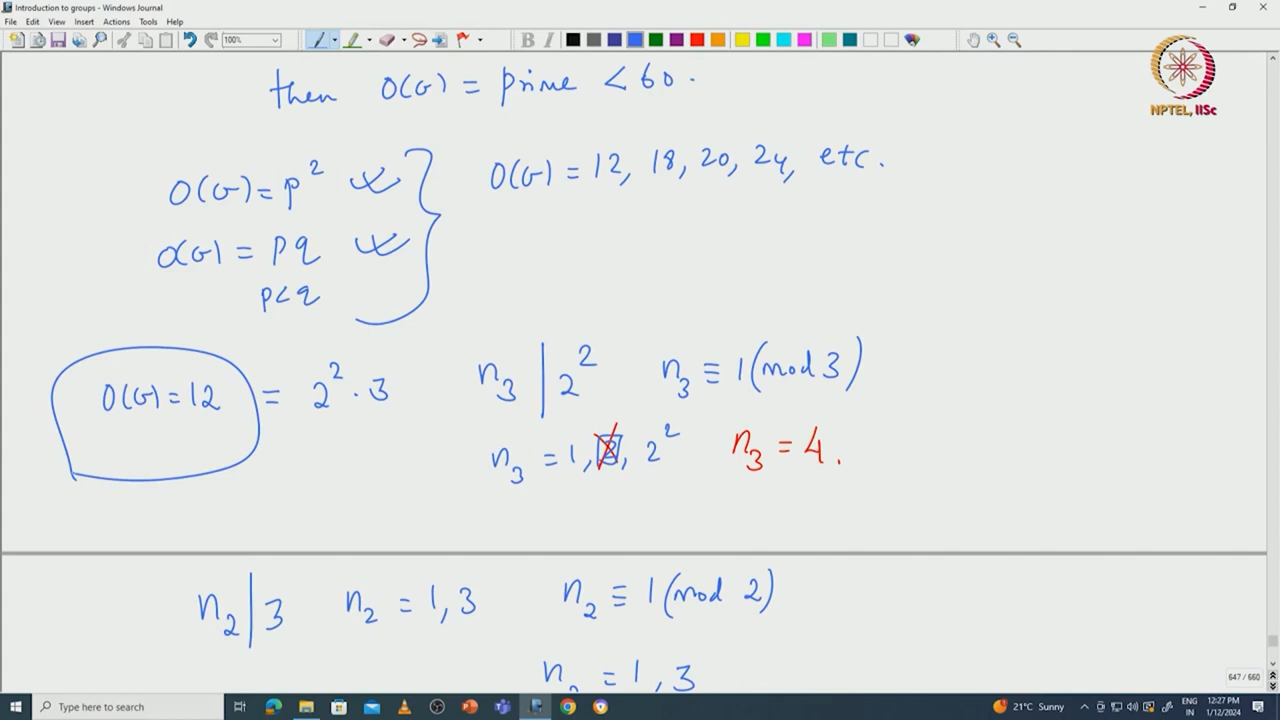 Introduction to groups - Windows Journal
File Edit View Insert Actions Tools Help
100%
B I
NPTEL, IISc
then O(G) = prime < 60.
O(G) = p²
O(G) = 12, 18, 20, 24, etc.
O(G) = pq
p<q
O(G) = 12 = 2² · 3 n₃ | 2² n₃ ≡ 1 (mod 3)
n₃ = 1, 2, 2² n₃ = 4.
n₂ | 3 n₂ = 1, 3 n₂ ≡ 1 (mod 2)
n₂ = 1, 3
647 / 660
Type here to search
21°C Sunny
ENG
IN
12:27 PM
1/12/2024